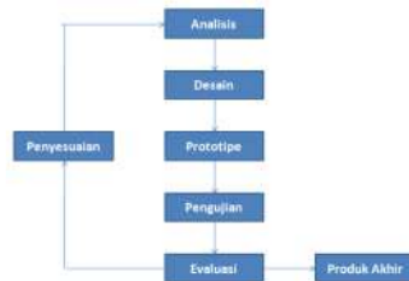 Analisis
Desain
Penyesuaian
Prototipe
Pengujian
Evaluasi
Produk Akhir